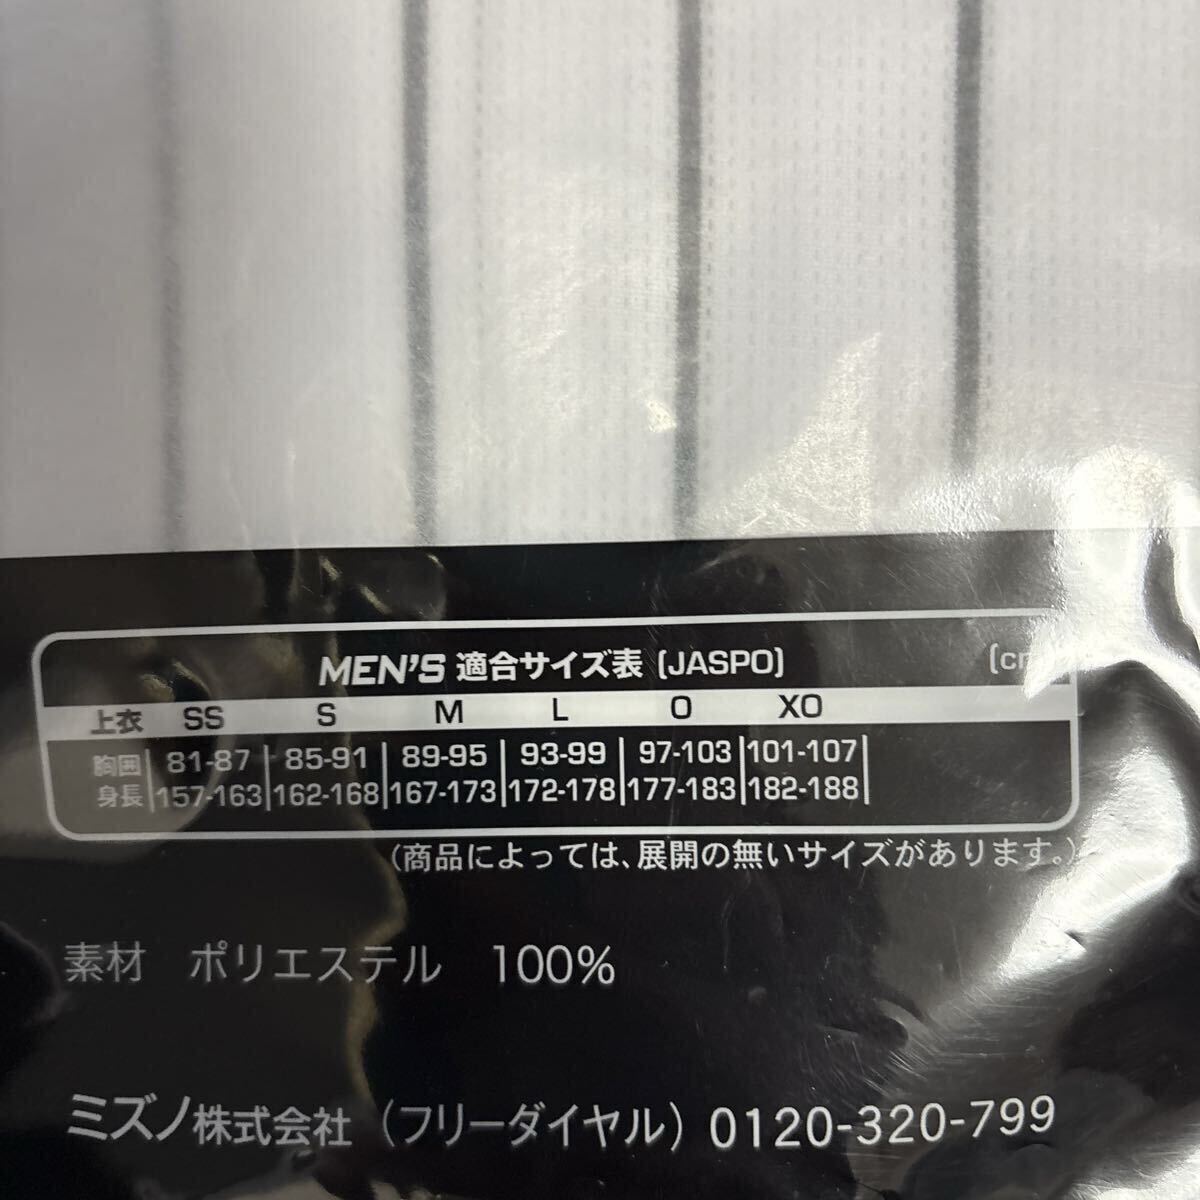 MEN'S 適合サイズ表 (JASPO) (c
上衣 SS S M L O XO
胸囲 81-87 85-91 89-95 93-99 97-103 101-107
身長 157-163 162-168 167-173 172-178 177-183 182-188
(商品によっては、展開の無いサイズがあります。)
素材 ポリエステル 100%
ミズノ株式会社 (フリーダイヤル) 0120-320-799